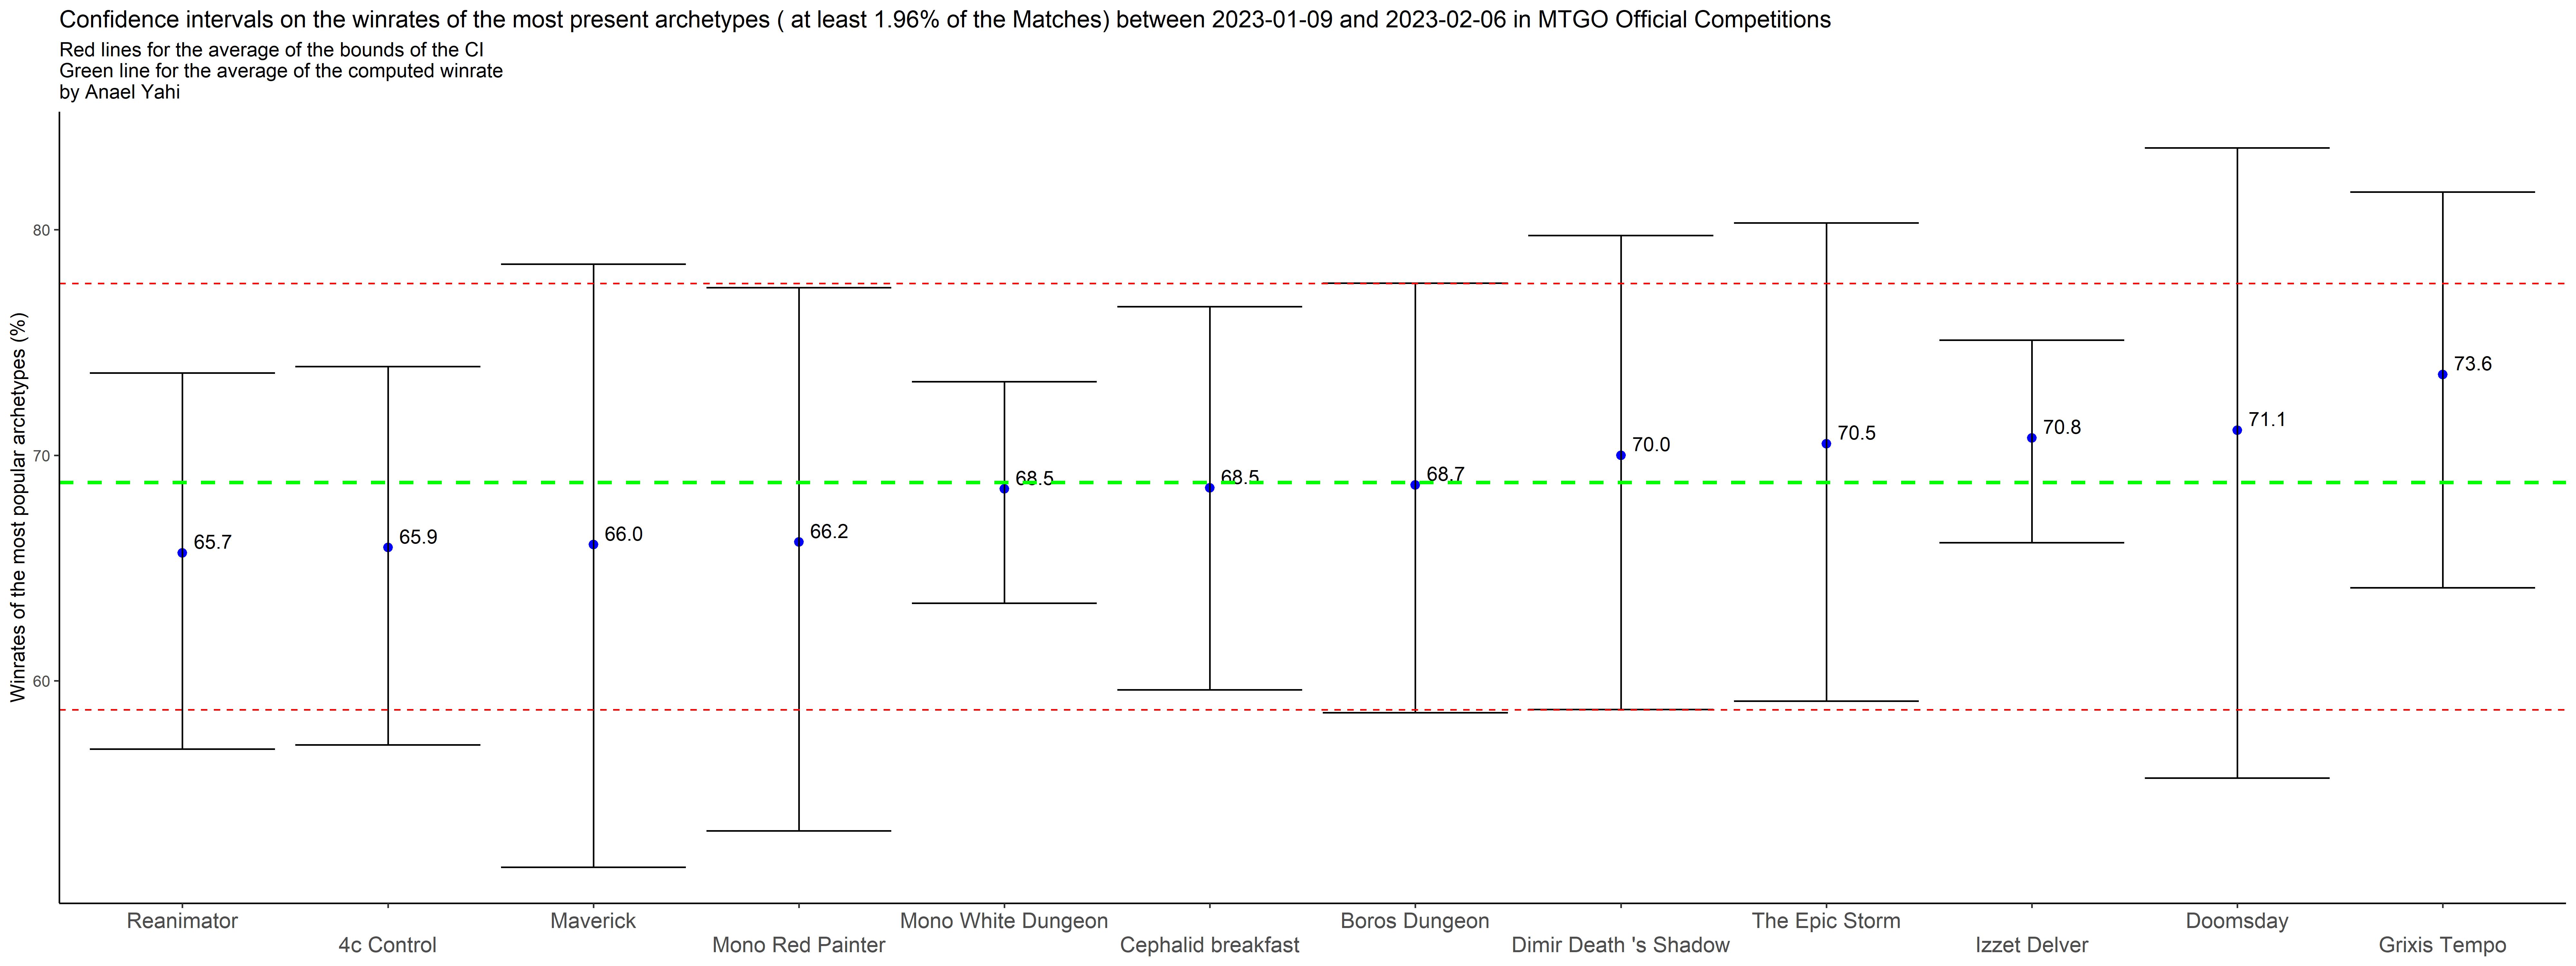 Confidence intervals on the winrates of the most present archetypes ( at least 1.96% of the Matches) between 2023-01-09 and 2023-02-06 in MTGO Official Competitions
Red lines for the average of the bounds of the CI
Green line for the average of the computed winrate
by Anael Yahi
Winrates of the most popular archetypes (%)
80
70
60
65.7
65.9
66.0
66.2
68.5
68.5
68.7
70.0
70.5
70.8
71.1
73.6
Reanimator
4c Control
Maverick
Mono Red Painter
Mono White Dungeon
Cephalid breakfast
Boros Dungeon
Dimir Death 's Shadow
The Epic Storm
Izzet Delver
Doomsday
Grixis Tempo